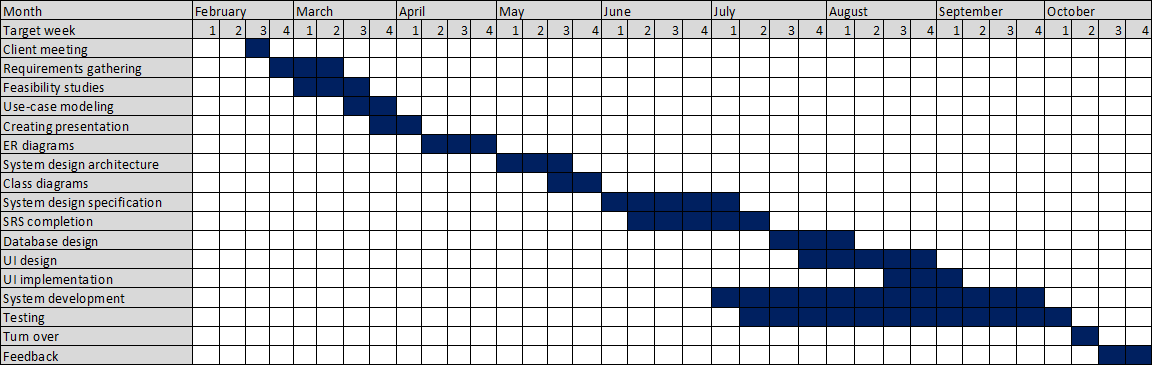 Month February March April May June July August September October
Target week 1 2 3 4 1 2 3 4 1 2 3 4 1 2 3 4 1 2 3 4 1 2 3 4 1 2 3 4 1 2 3 4 1 2 3 4
Client meeting
Requirements gathering
Feasibility studies
Use-case modeling
Creating presentation
ER diagrams
System design architecture
Class diagrams
System design specification
SRS completion
Database design
UI design
UI implementation
System development
Testing
Turn over
Feedback